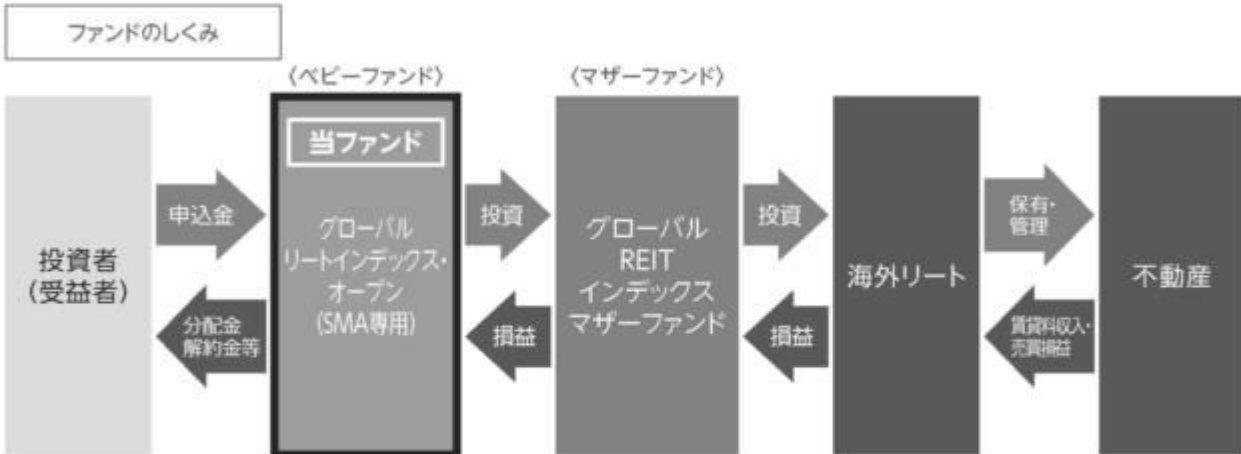 ファンドのしくみ
〈ベビーファンド〉
〈マザーファンド〉
投資者
(受益者)
申込金
分配金
解約金等
当ファンド
グローバル
リートインデックス・
オープン
(SMA専用)
投資
損益
グローバル
REIT
インデックス
マザーファンド
投資
損益
海外リート
保有・
管理
賃貸料収入・
売買損益
不動産